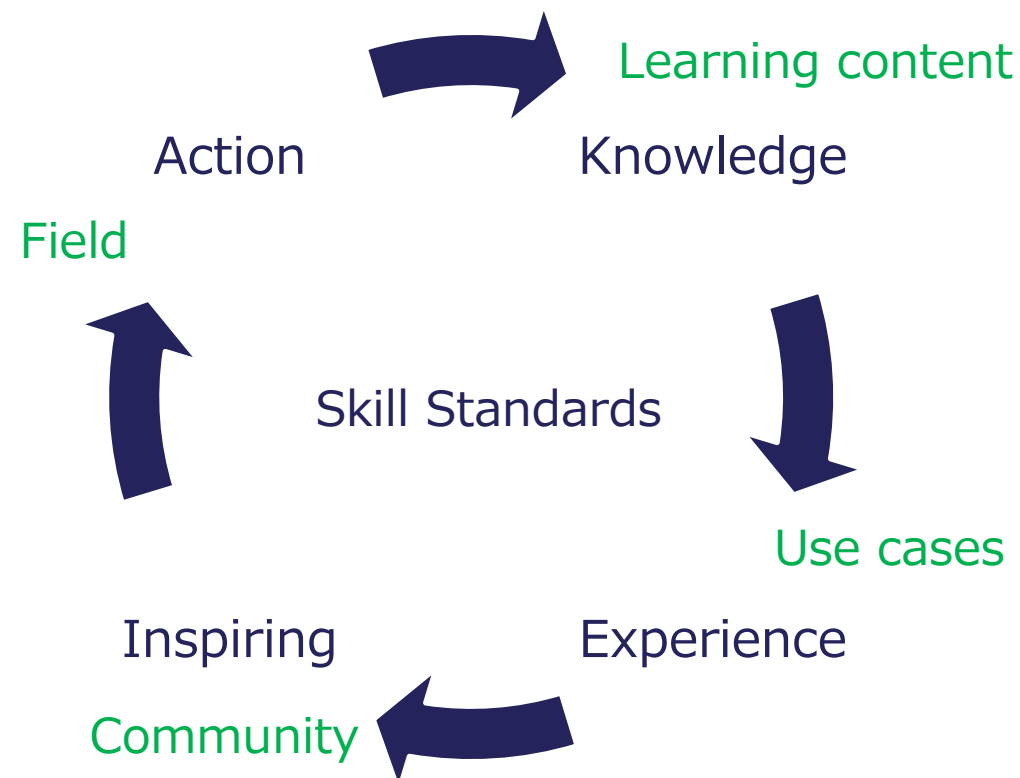 Learning content
Action
Knowledge
Field
Skill Standards
Use cases
Inspiring
Experience
Community